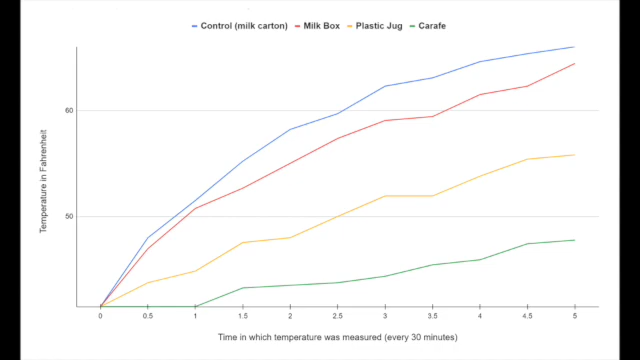 Control (milk carton) Milk Box Plastic Jug Carafe
60
50
Temperature in Fahrenheit
0 0.5 1 1.5 2 2.5 3 3.5 4 4.5 5
Time in which temperature was measured (every 30 minutes)